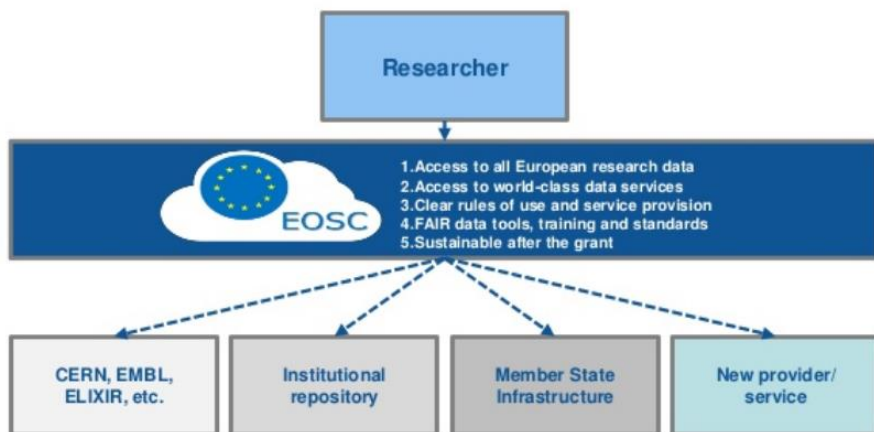 Researcher
EOSC
1.Access to all European research data
2.Access to world-class data services
3.Clear rules of use and service provision
4.FAIR data tools, training and standards
5.Sustainable after the grant
CERN, EMBL,
ELIXIR, etc.
Institutional
repository
Member State
Infrastructure
New provider/
service